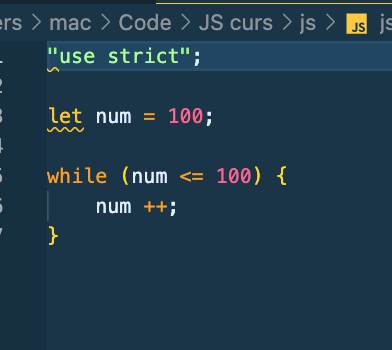 ers > mac > Code > JS curs > js > JS js
"use strict";
let num = 100;
while (num <= 100) {
num ++;
}